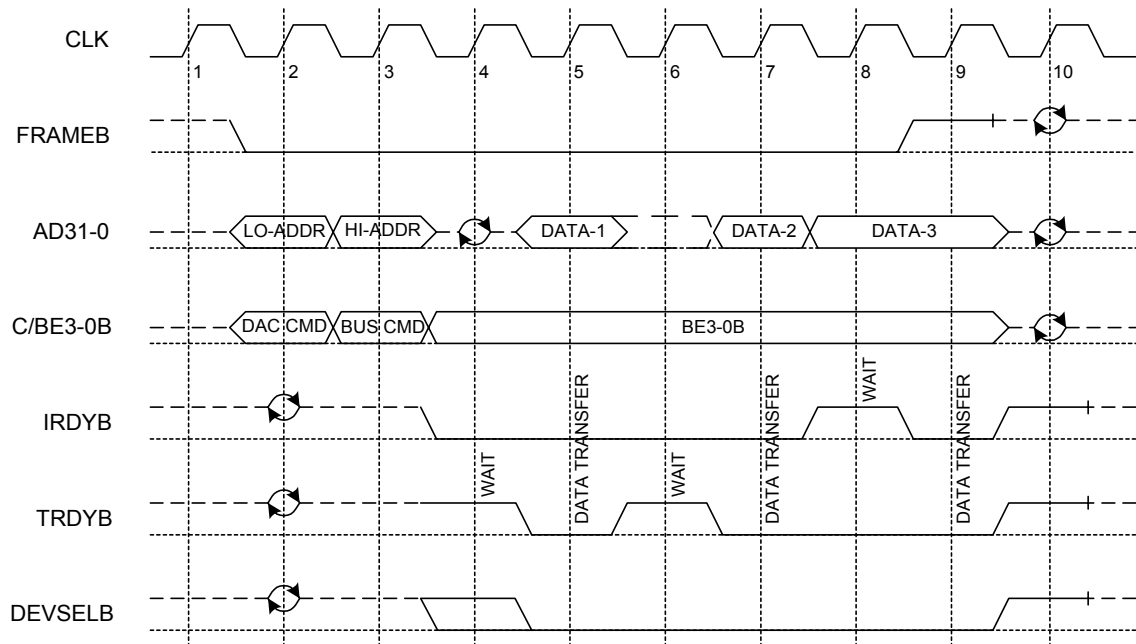 CLK
1 2 3 4 5 6 7 8 9 10
FRAMEB
AD31-0
LO-ADDR HI-ADDR DATA-1 DATA-2 DATA-3
C/BE3-0B
DAC CMD BUS CMD BE3-0B
IRDYB
WAIT DATA TRANSFER WAIT DATA TRANSFER WAIT DATA TRANSFER
TRDYB
DEVSELB